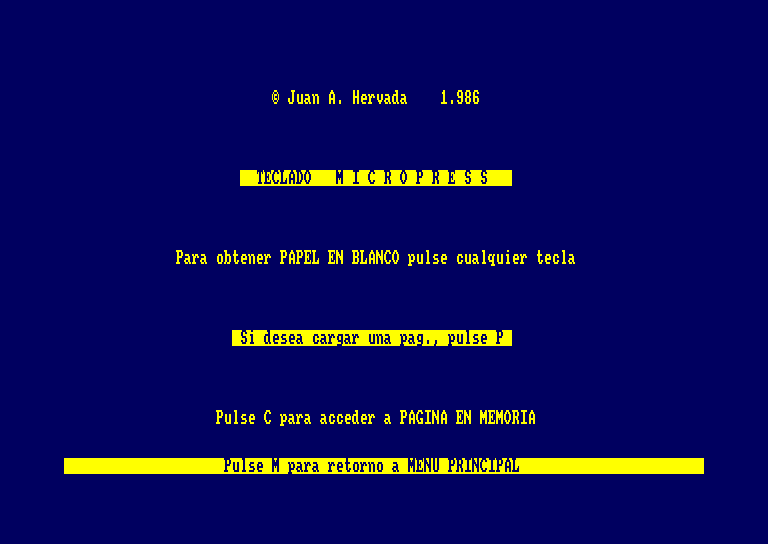 © Juan A. Hervada 1.986
TECLADO M I C R O P R E S S
Para obtener PAPEL EN BLANCO pulse cualquier tecla
Si desea cargar una pag., pulse P
Pulse C para acceder a PAGINA EN MEMORIA
Pulse M para retorno a MENU PRINCIPAL